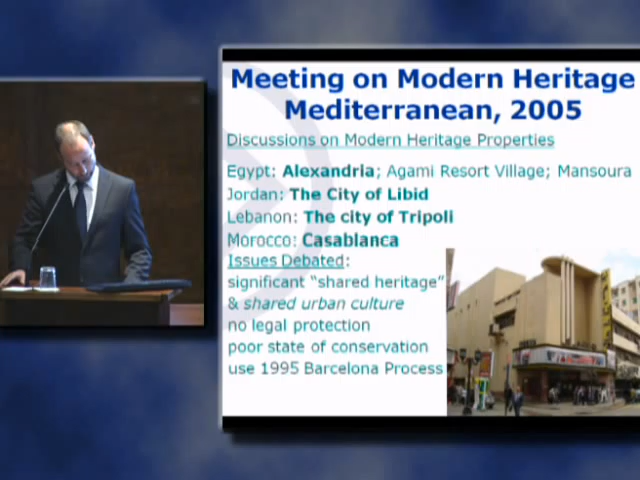 Meeting on Modern Heritage
Mediterranean, 2005
Discussions on Modern Heritage Properties
Egypt: Alexandria; Agami Resort Village; Mansoura
Jordan: The City of Libid
Lebanon: The city of Tripoli
Morocco: Casablanca
Issues Debated:
significant “shared heritage”
& shared urban culture
no legal protection
poor state of conservation
use 1995 Barcelona Process